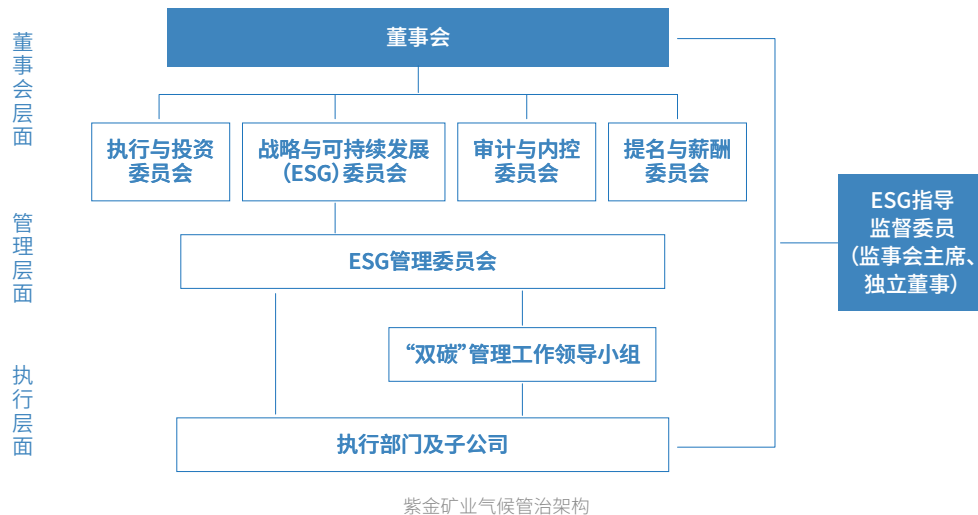 董事会层面
董事会
执行与投资
委员会
战略与可持续发展
（ESG）委员会
审计与内控
委员会
提名与薪酬
委员会
ESG指导
监督委员
（监事会主席、
独立董事）
管理层面
ESG管理委员会
“双碳”管理工作领导小组
执行层面
执行部门及子公司
紫金矿业气候管治架构